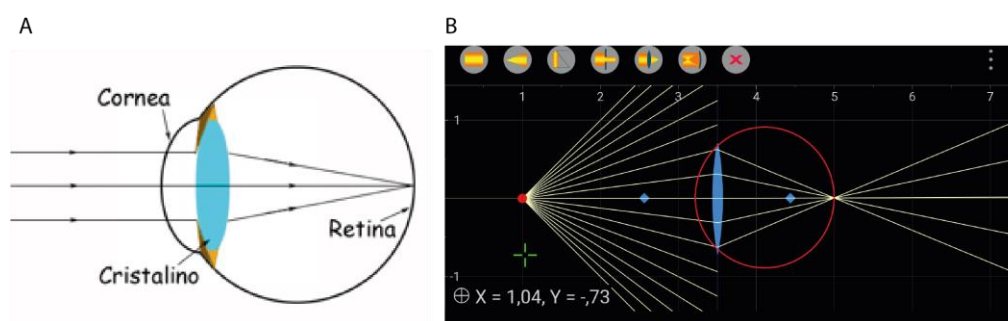 A
Cornea
Retina
Cristalino
B
1 2 3 4 5 6 7
1
-1
X = 1,04, Y = -,73